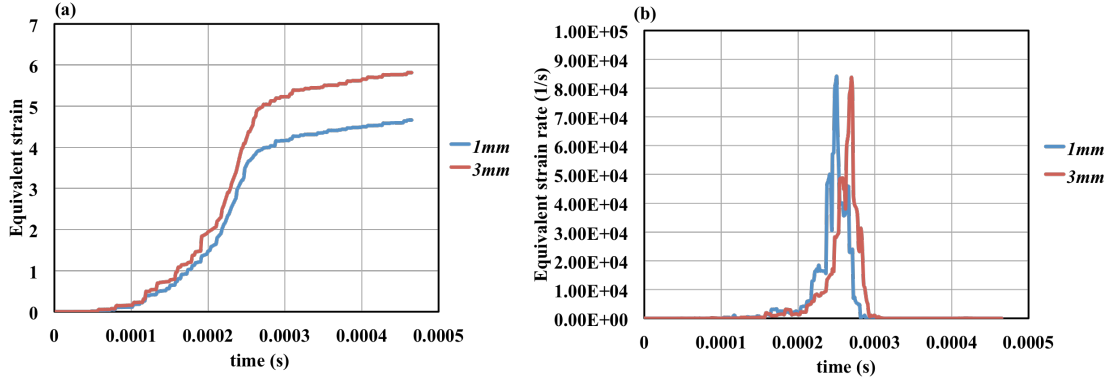 (a)
7
6
5
4
3
2
1
0
Equivalent strain
0 0.0001 0.0002 0.0003 0.0004 0.0005
time (s)
1mm
3mm
(b)
1.00E+05
9.00E+04
8.00E+04
7.00E+04
6.00E+04
5.00E+04
4.00E+04
3.00E+04
2.00E+04
1.00E+04
0.00E+00
Equivalent strain rate (1/s)
0 0.0001 0.0002 0.0003 0.0004 0.0005
time (s)
1mm
3mm